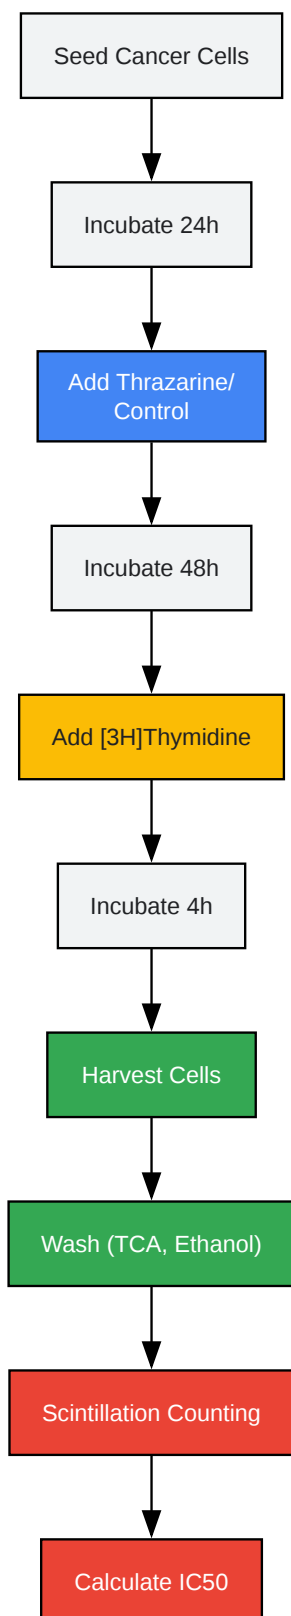 Seed Cancer Cells
Incubate 24h
Add Thrazarine/
Control
Incubate 48h
Add [3H]Thymidine
Incubate 4h
Harvest Cells
Wash (TCA, Ethanol)
Scintillation Counting
Calculate IC50